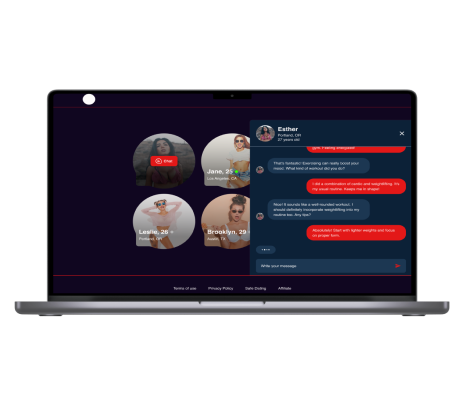 Chat
Jane, 25
Los Angeles, CA
Leslie, 26
Portland, OR
Brooklyn, 29
Austin, TX
Esther
Portland, OR
27 years old
That's fantastic! Exercising can really boost your
mood. What kind of workout did you do?
I did a combination of cardio and weightlifting. It's
my usual routine. Keeps me in shape!
Wow! It sounds like a well-rounded workout. I
should definitely incorporate weightlifting into my
routine too. Any tips?
Absolutely! Start with lighter weights and focus
on proper form.
Write your message
Terms of use
Privacy Policy
Safe Dating
Affiliate